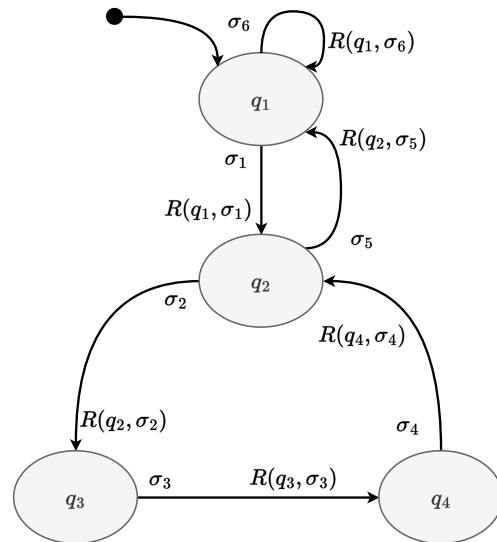 σ₆
R(q₁, σ₆)
q₁
R(q₂, σ₅)
σ₁
R(q₁, σ₁)
σ₅
q₂
σ₂
R(q₄, σ₄)
R(q₂, σ₂)
σ₄
σ₃
R(q₃, σ₃)
q₃
q₄